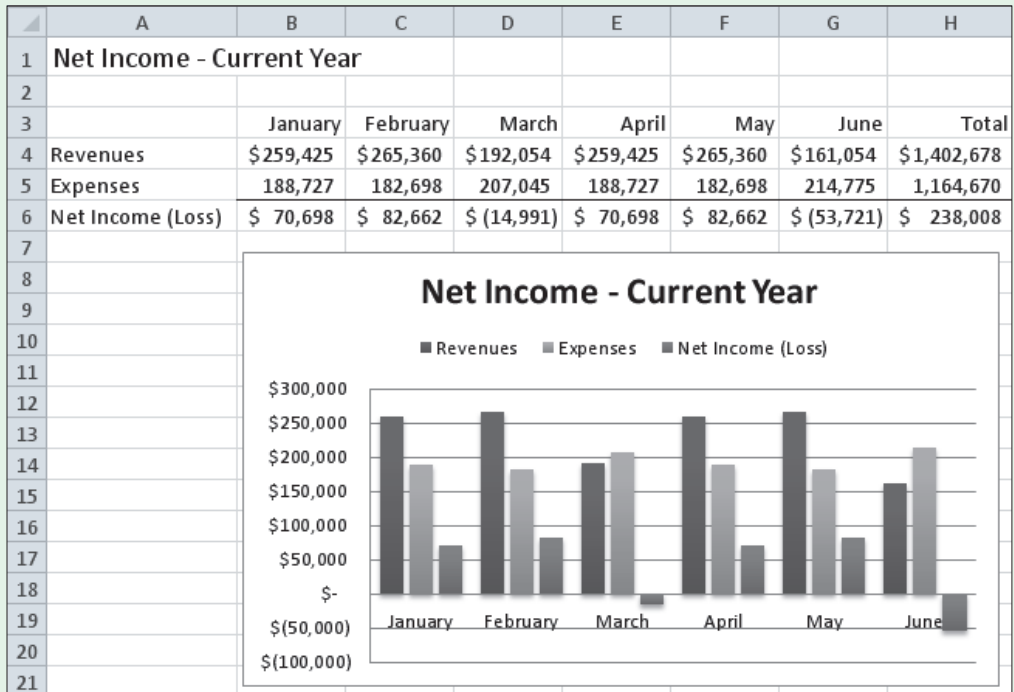 A B C D E F G H
1 Net Income - Current Year
2
3 January February March April May June Total
4 Revenues $259,425 $265,360 $192,054 $259,425 $265,360 $161,054 $1,402,678
5 Expenses 188,727 182,698 207,045 188,727 182,698 214,775 1,164,670
6 Net Income (Loss) $ 70,698 $ 82,662 $ (14,991) $ 70,698 $ 82,662 $ (53,721) $ 238,008
7
8
9
10
11
12
13
14
15
16
17
18
19
20
21
Net Income - Current Year
Revenues Expenses Net Income (Loss)
$300,000
$250,000
$200,000
$150,000
$100,000
$50,000
$-
$(50,000)
$(100,000)
January February March April May June